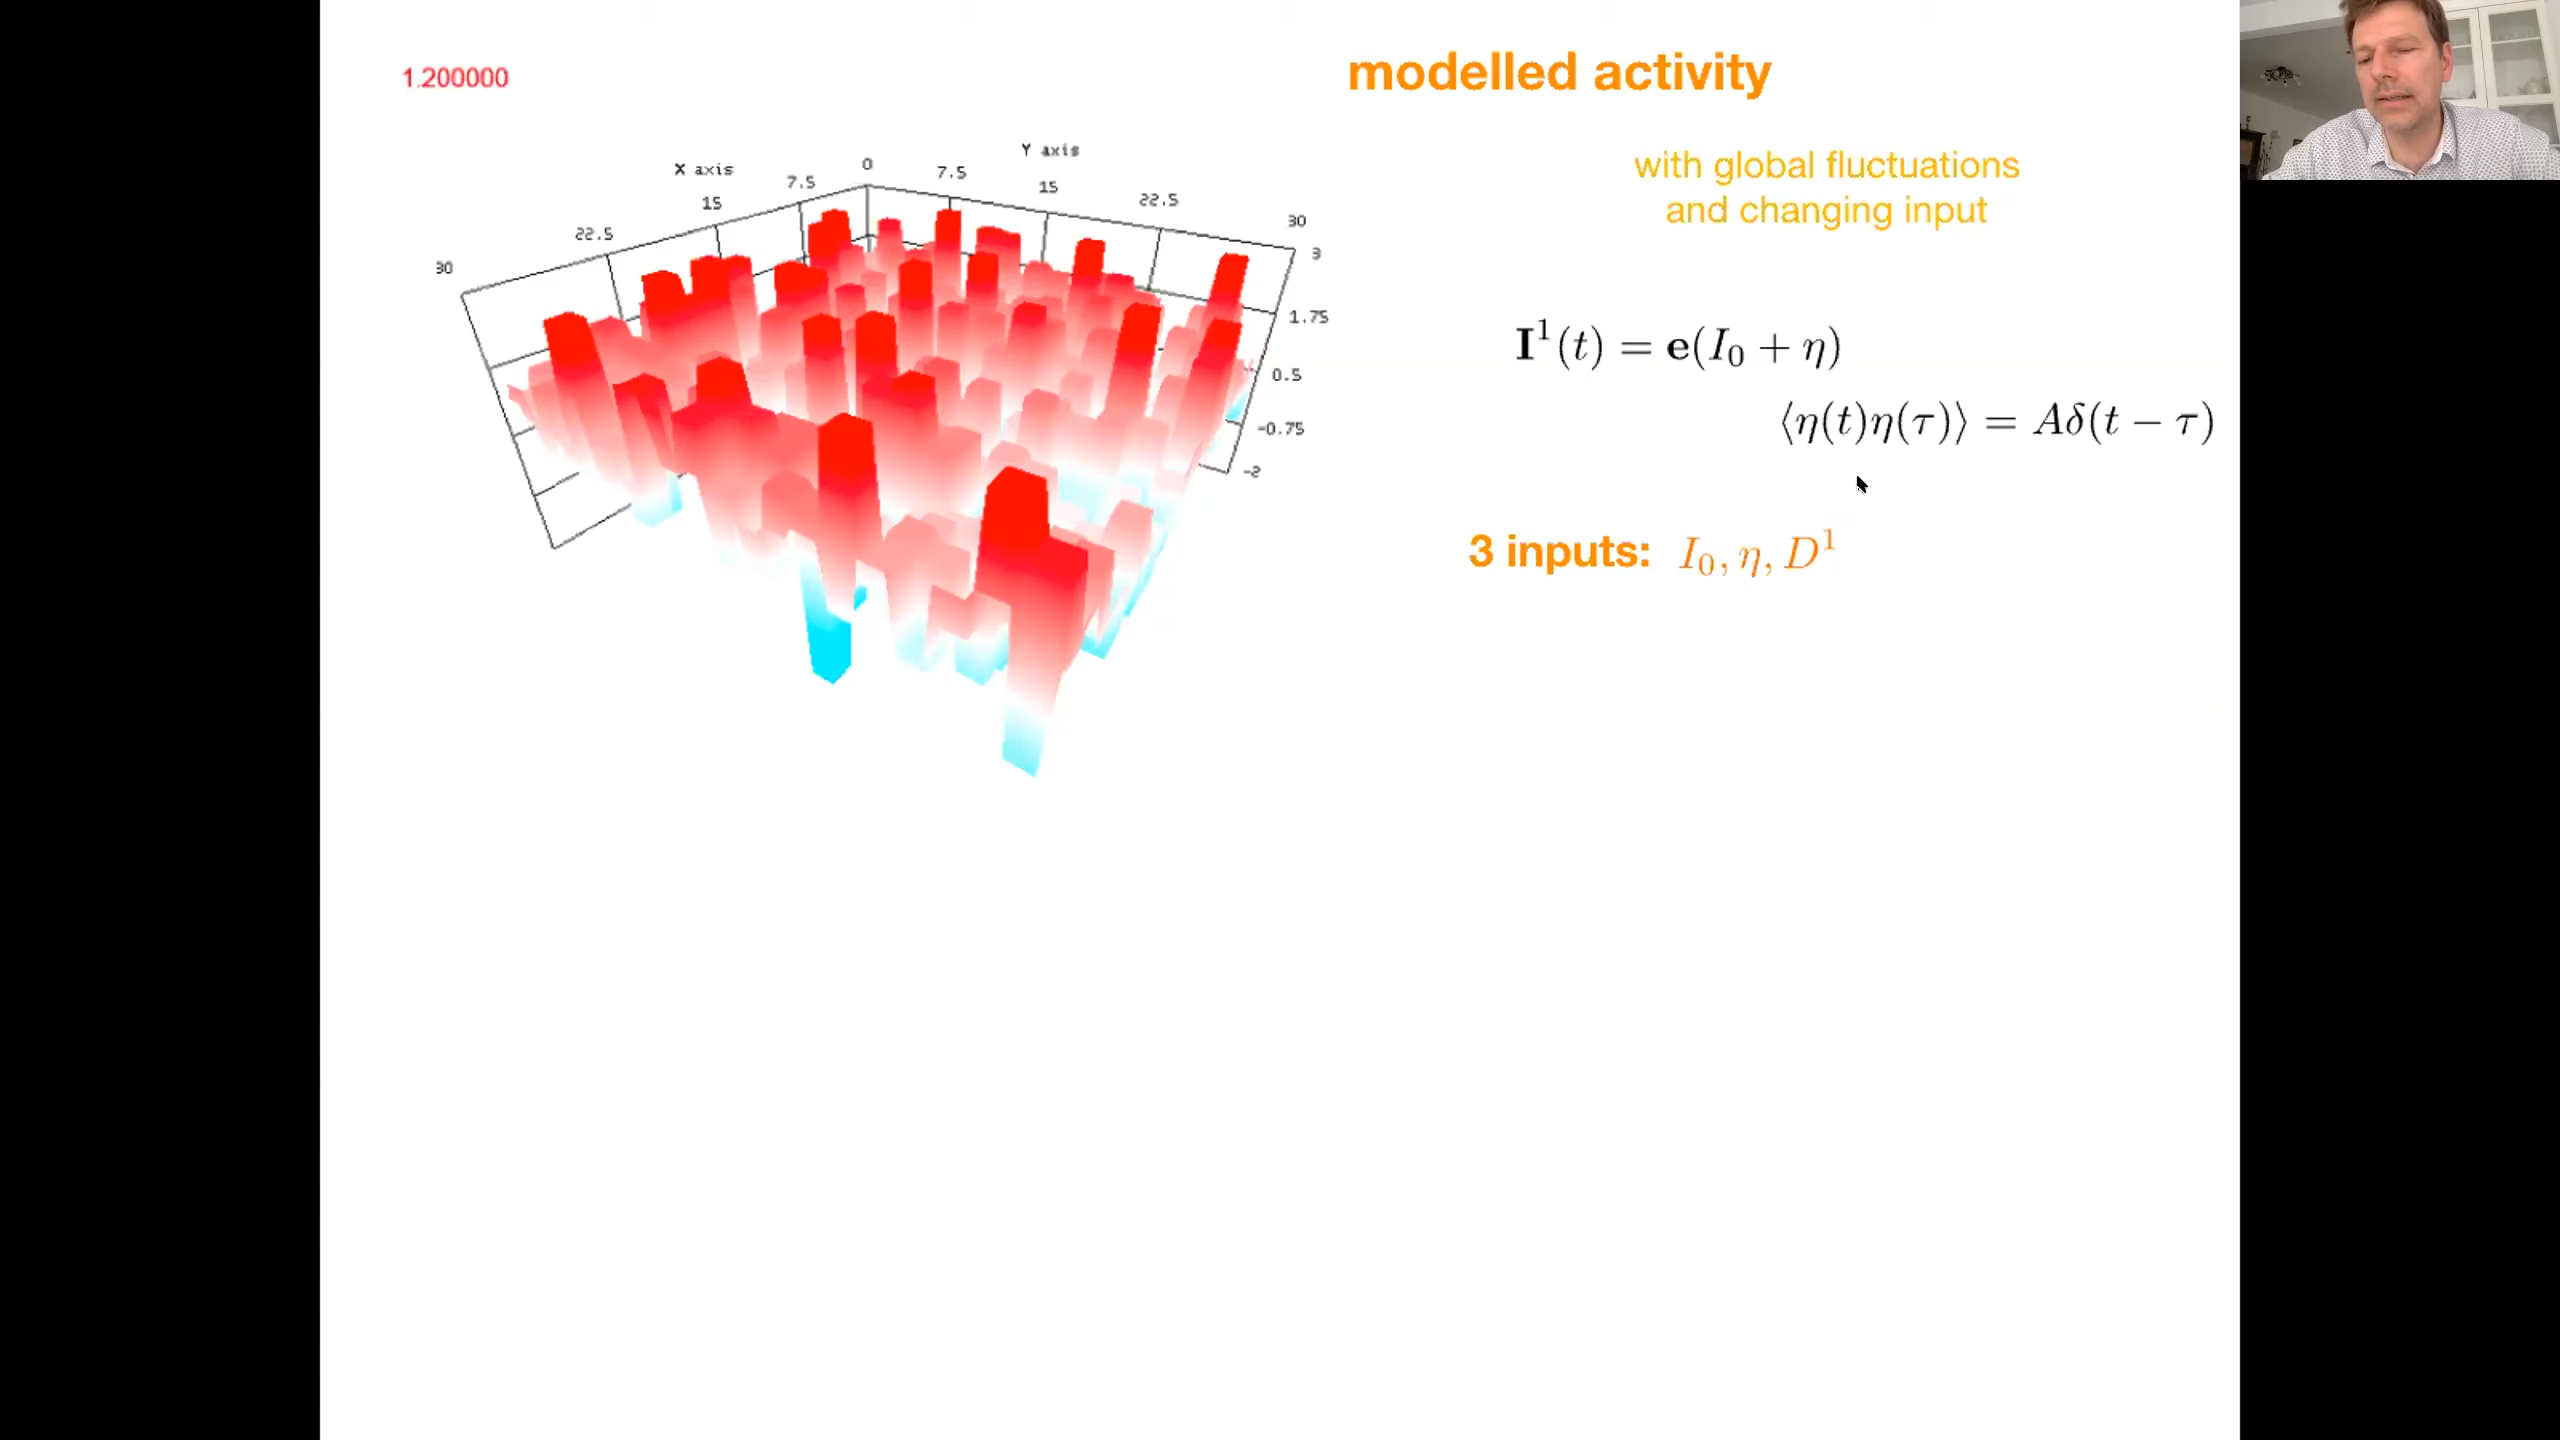 1.200000
modelled activity
with global fluctuations
and changing input
X axis
Y axis
0
7.5
7.5
15
15
22.5
22.5
30
30
3
1.75
0.5
-0.75
-2
𝐈¹(t) = 𝐞(I₀ + η)
⟨η(t)η(τ)⟩ = Aδ(t − τ)
3 inputs: I₀, η, D¹